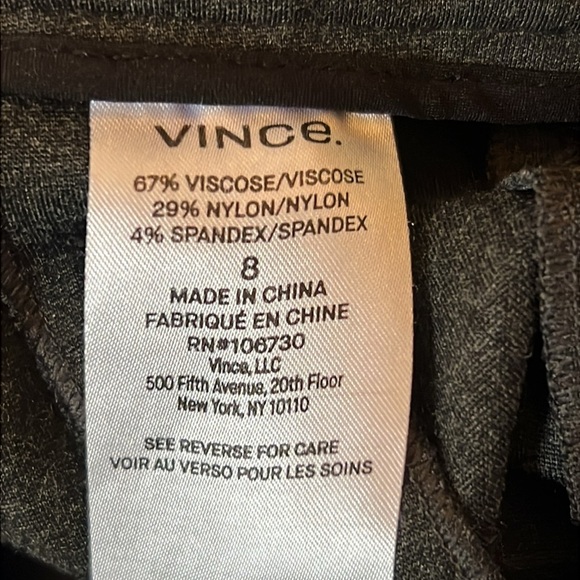 VINCe.
67% VISCOSE/VISCOSE
29% NYLON/NYLON
4% SPANDEX/SPANDEX
8
MADE IN CHINA
FABRIQUÉ EN CHINE
RN#106730
Vince, LLC
500 Fifth Avenue, 20th Floor
New York, NY 10110
SEE REVERSE FOR CARE
VOIR AU VERSO POUR LES SOINS